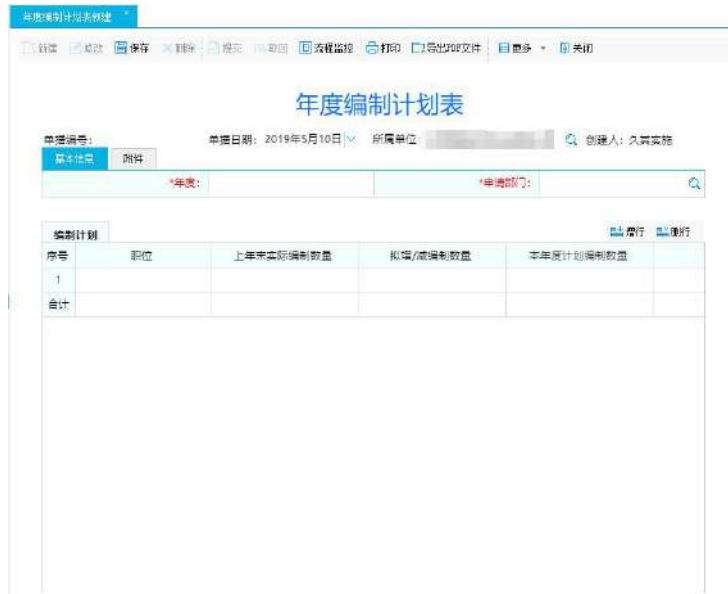 年度编制计划表创建 ×
新建 修改 保存 删除 提交 取回 流程监控 打印 导出PDF文件 更多 关闭
年度编制计划表
单据编号: 单据日期: 2019年5月10日 所属单位: 创建人: 久其实施
基本信息 附件
*年度: *申请部门:
编制计划 增行 删行
序号 职位 上年末实际编制数量 拟增/减编制数量 本年度计划编制数量
1
合计